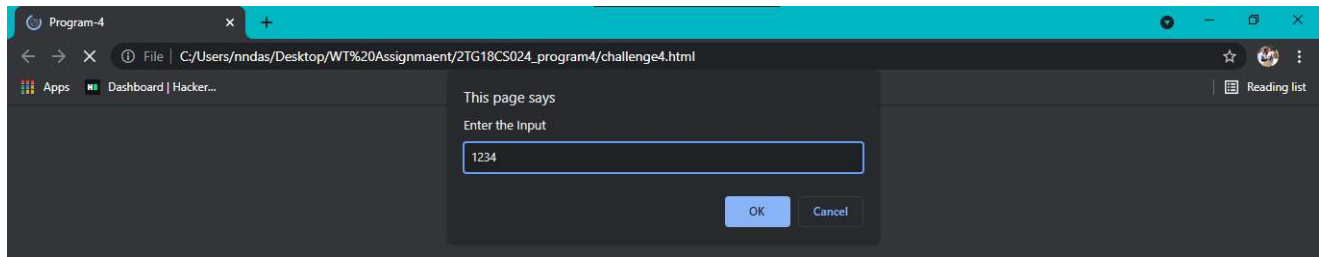 Program-4
File | C:/Users/nndas/Desktop/WT%20Assignmaent/2TG18CS024_program4/challenge4.html
Apps Dashboard | Hacker... Reading list
This page says
Enter the Input
1234
OK Cancel